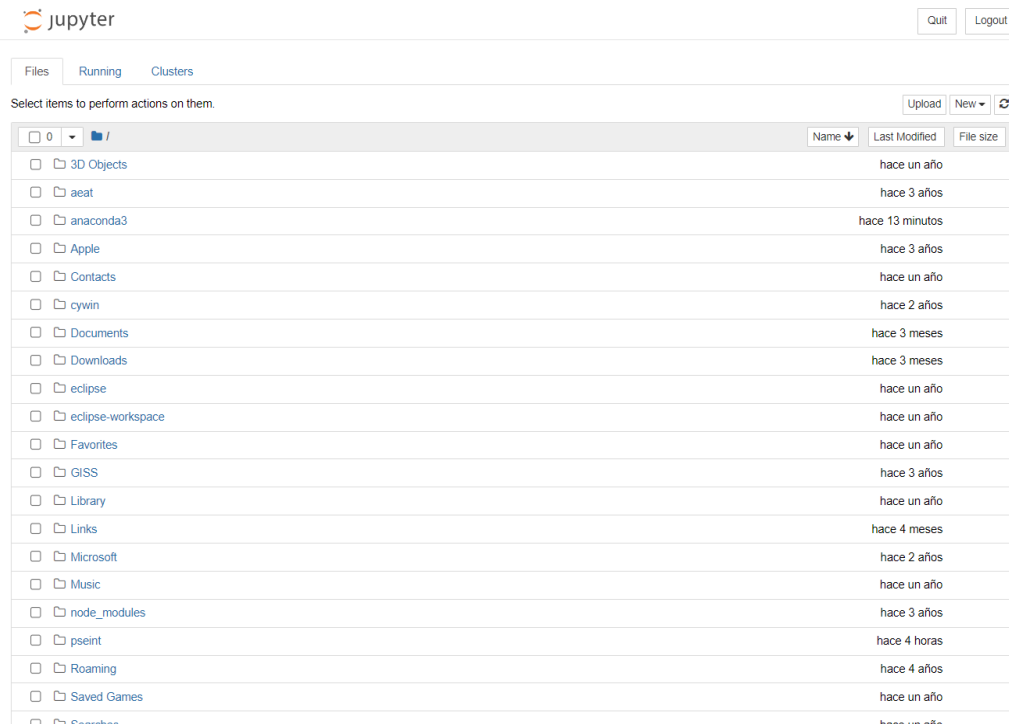 jupyter Quit Logout
Files Running Clusters
Select items to perform actions on them. Upload New
0 / Name Last Modified File size
3D Objects hace un año
aeat hace 3 años
anaconda3 hace 13 minutos
Apple hace 3 años
Contacts hace un año
cywin hace 2 años
Documents hace 3 meses
Downloads hace 3 meses
eclipse hace un año
eclipse-workspace hace un año
Favorites hace un año
GISS hace 3 años
Library hace un año
Links hace 4 meses
Microsoft hace 2 años
Music hace un año
node_modules hace 3 años
pseint hace 4 horas
Roaming hace 4 años
Saved Games hace un año
Searches hace un año